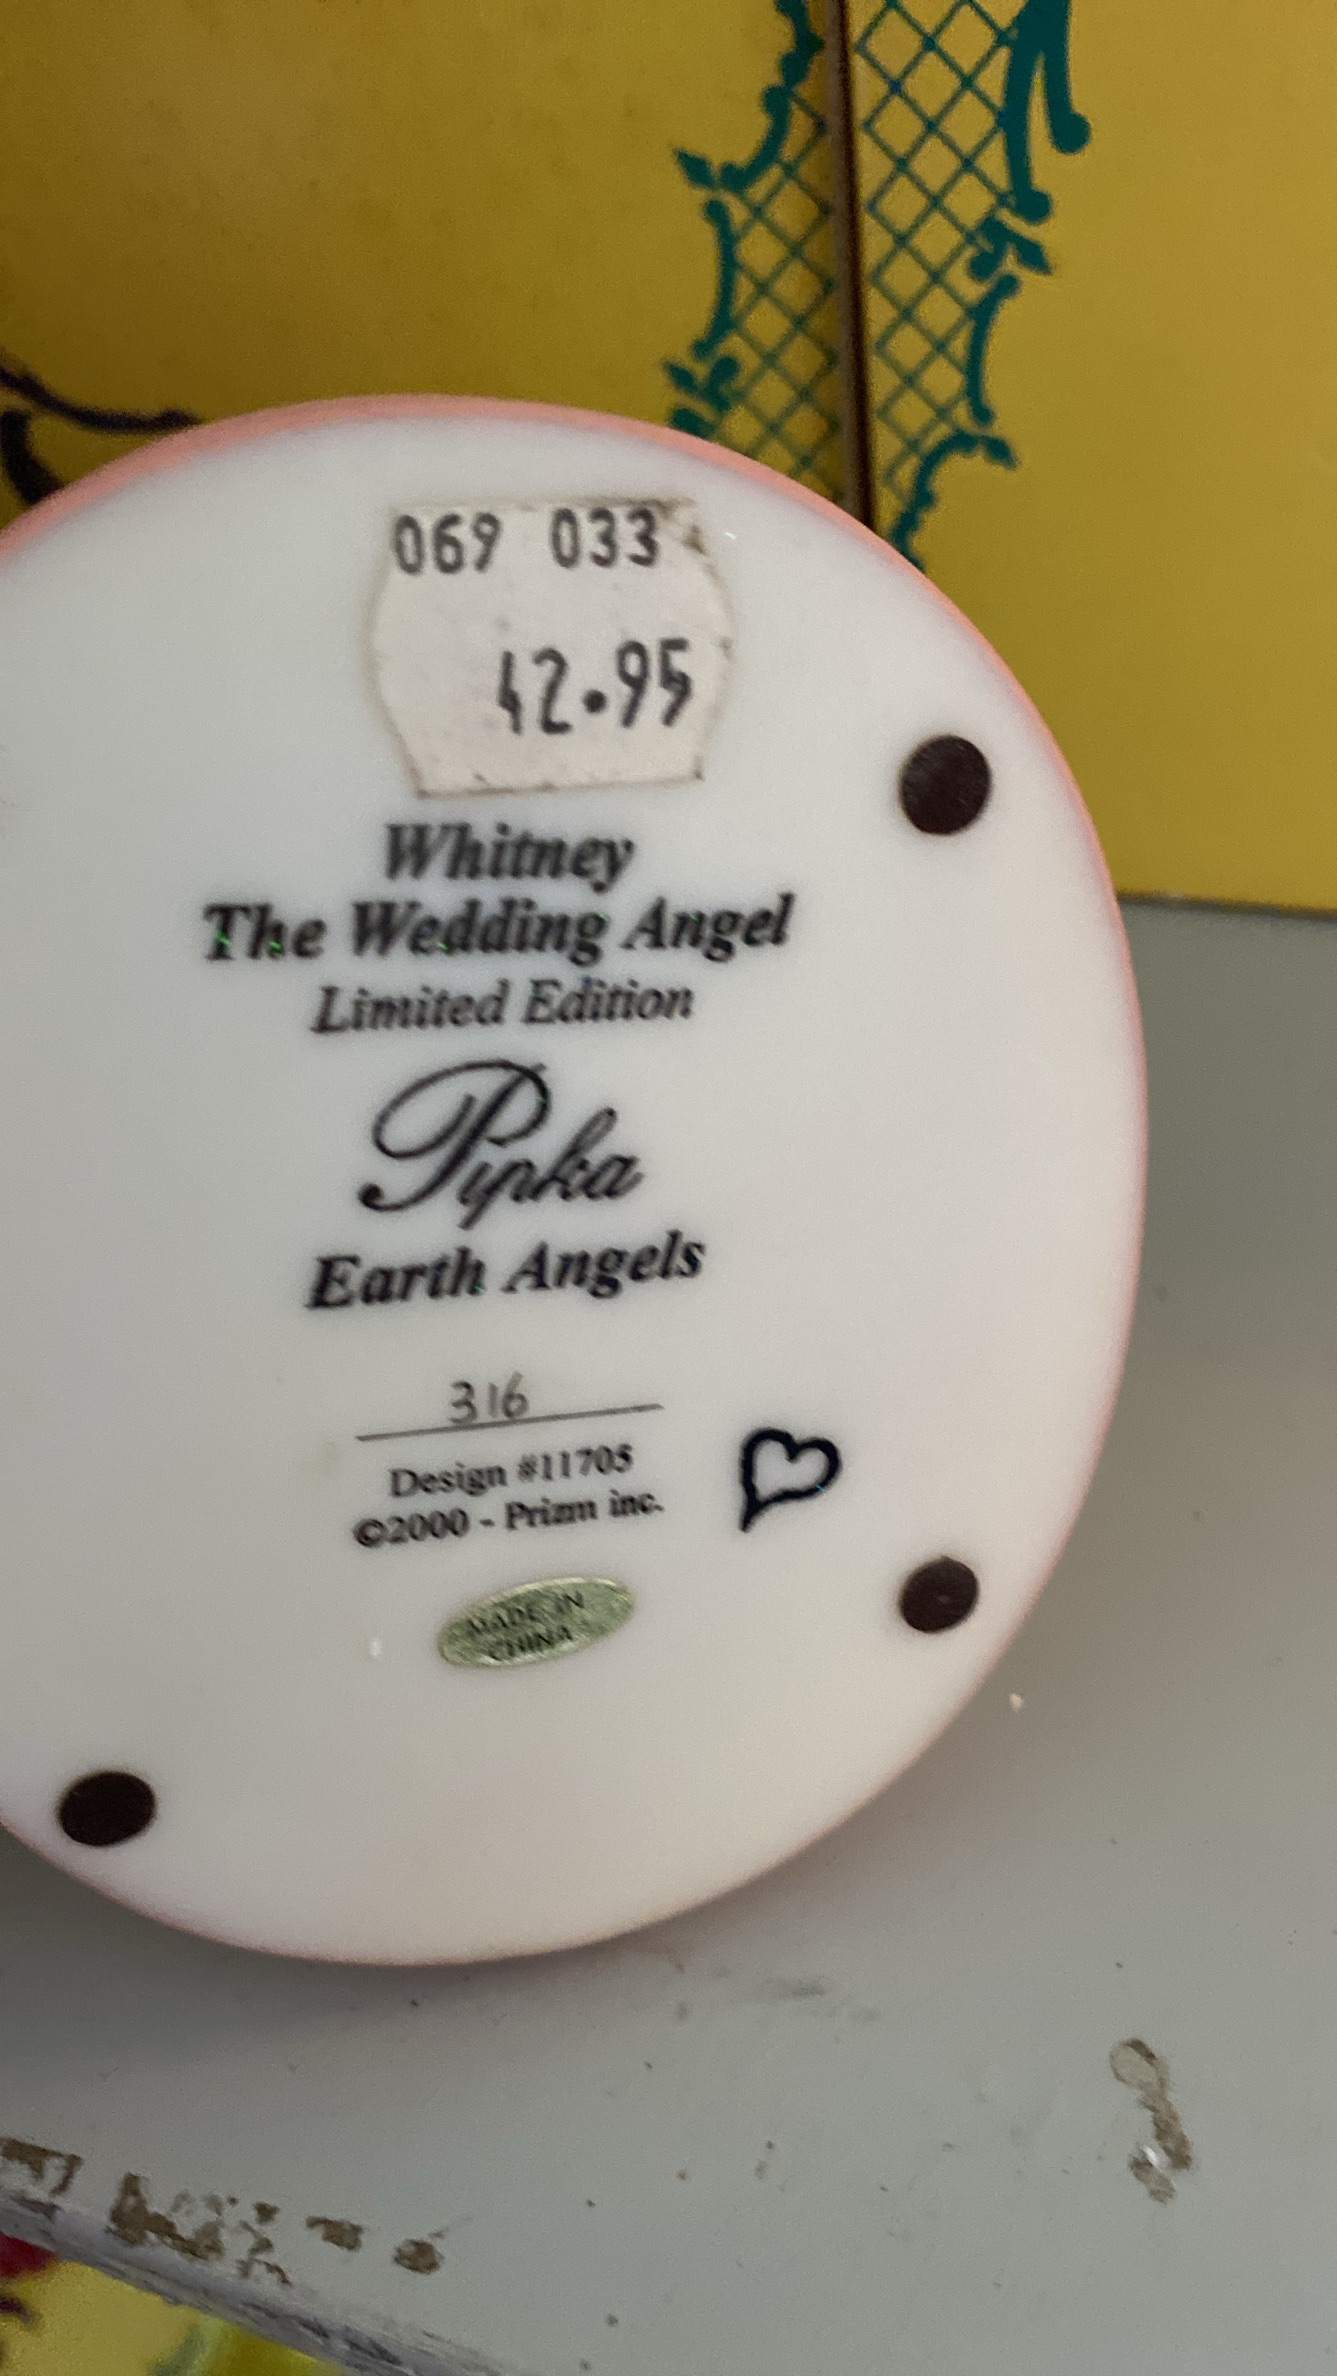 069 033
42.95
Whitney
The Wedding Angel
Limited Edition
Pipka
Earth Angels
316
Design #11705
©2000 - Prizm inc.
MADE IN
CHINA